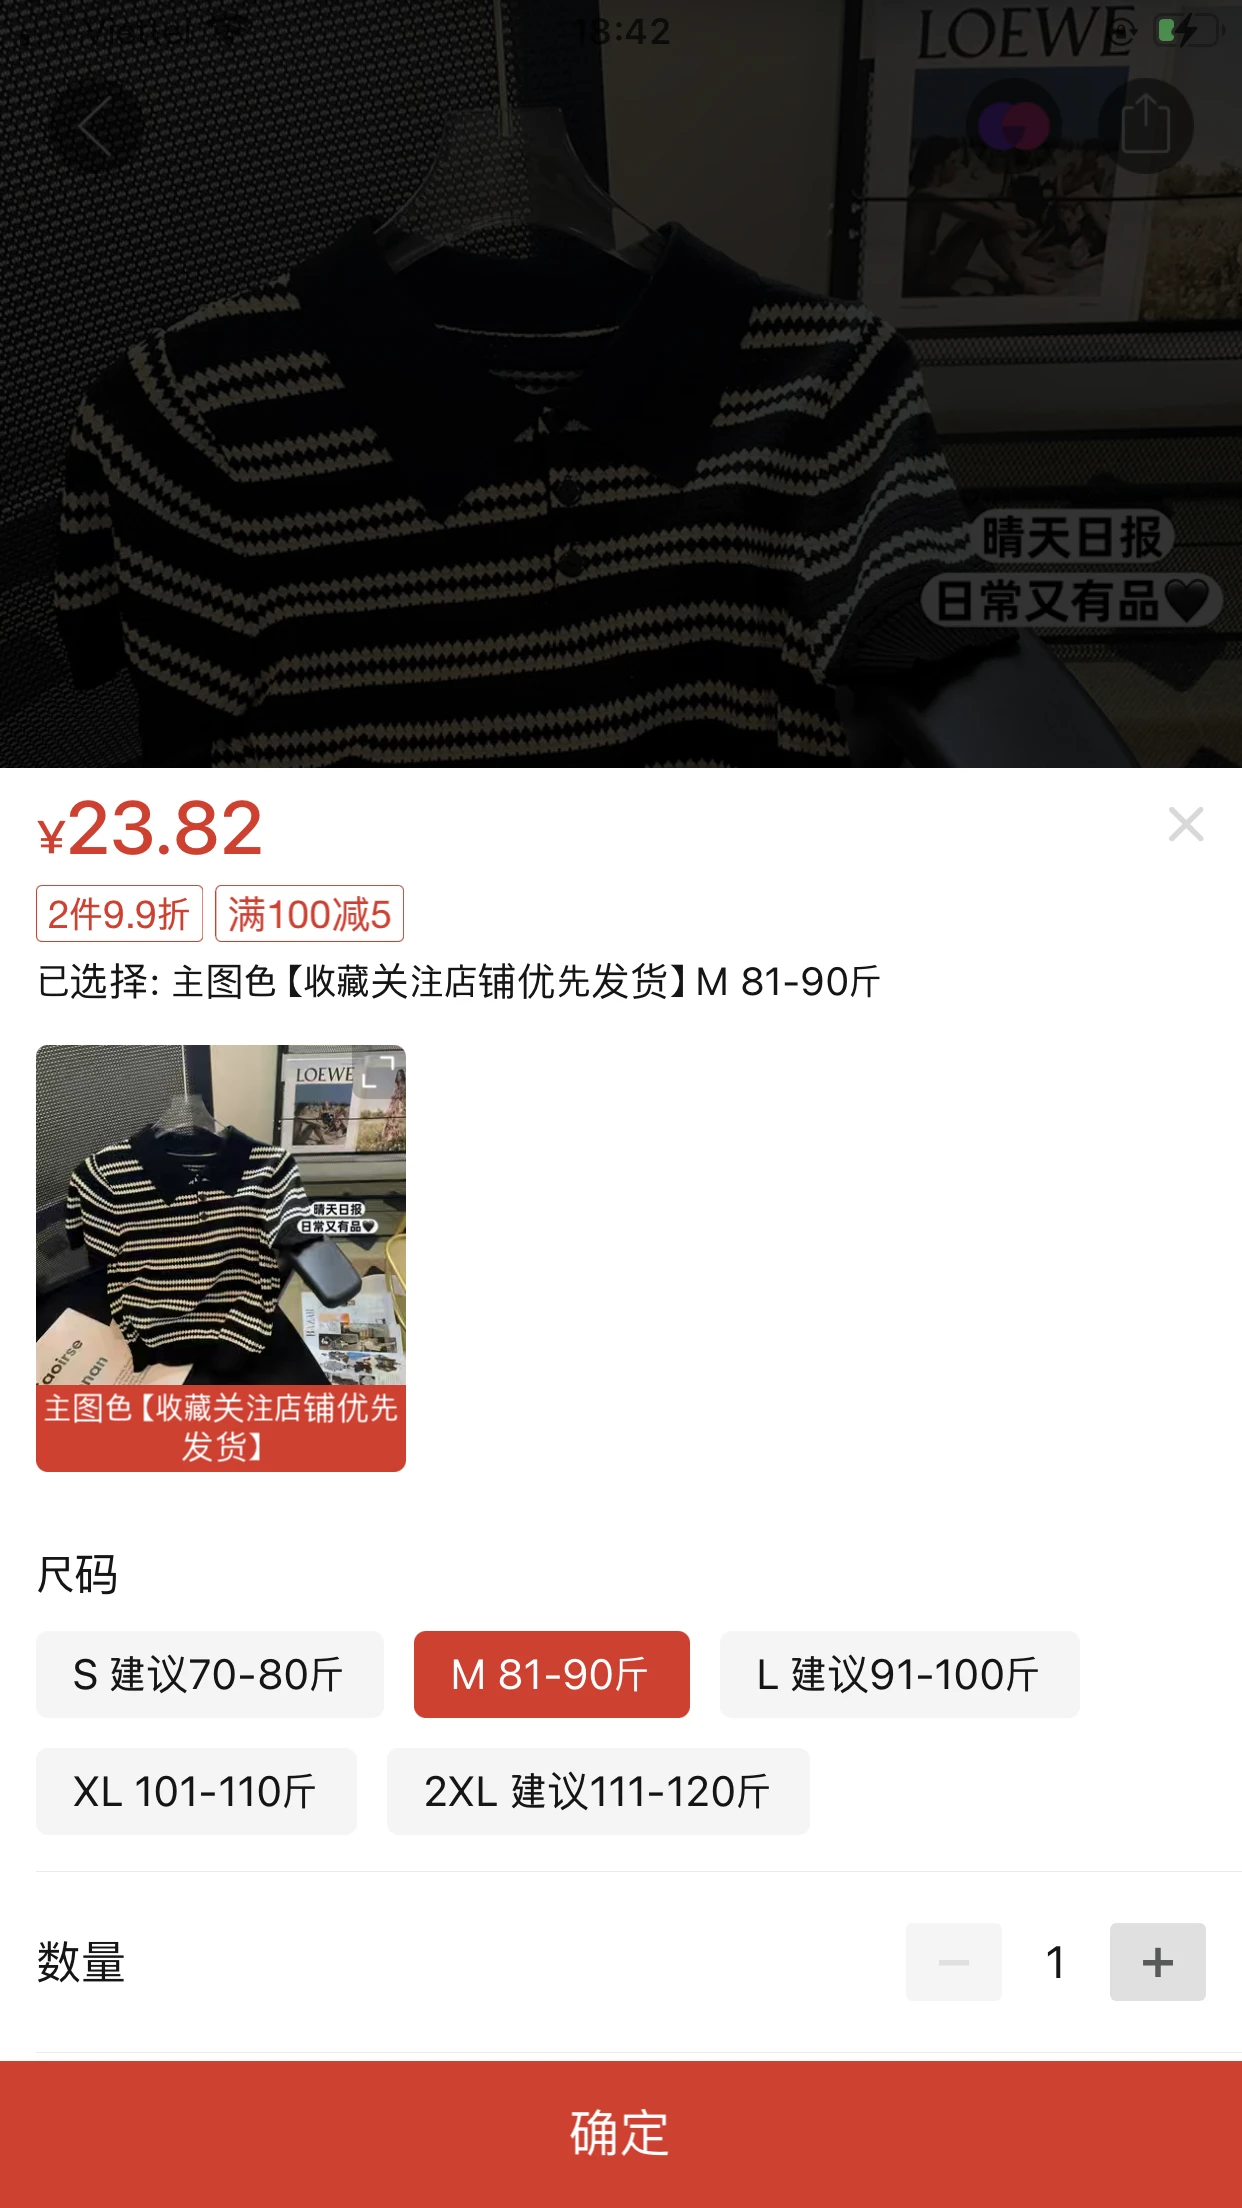 18:42
LOEWE
晴天日报
日常又有品🖤
¥23.82
2件9.9折
满100减5
已选择: 主图色【收藏关注店铺优先发货】M 81-90斤
LOEWE
晴天日报
日常又有品🖤
aoirse
nan
主图色【收藏关注店铺优先
发货】
尺码
S 建议70-80斤
M 81-90斤
L 建议91-100斤
XL 101-110斤
2XL 建议111-120斤
数量
1
确定